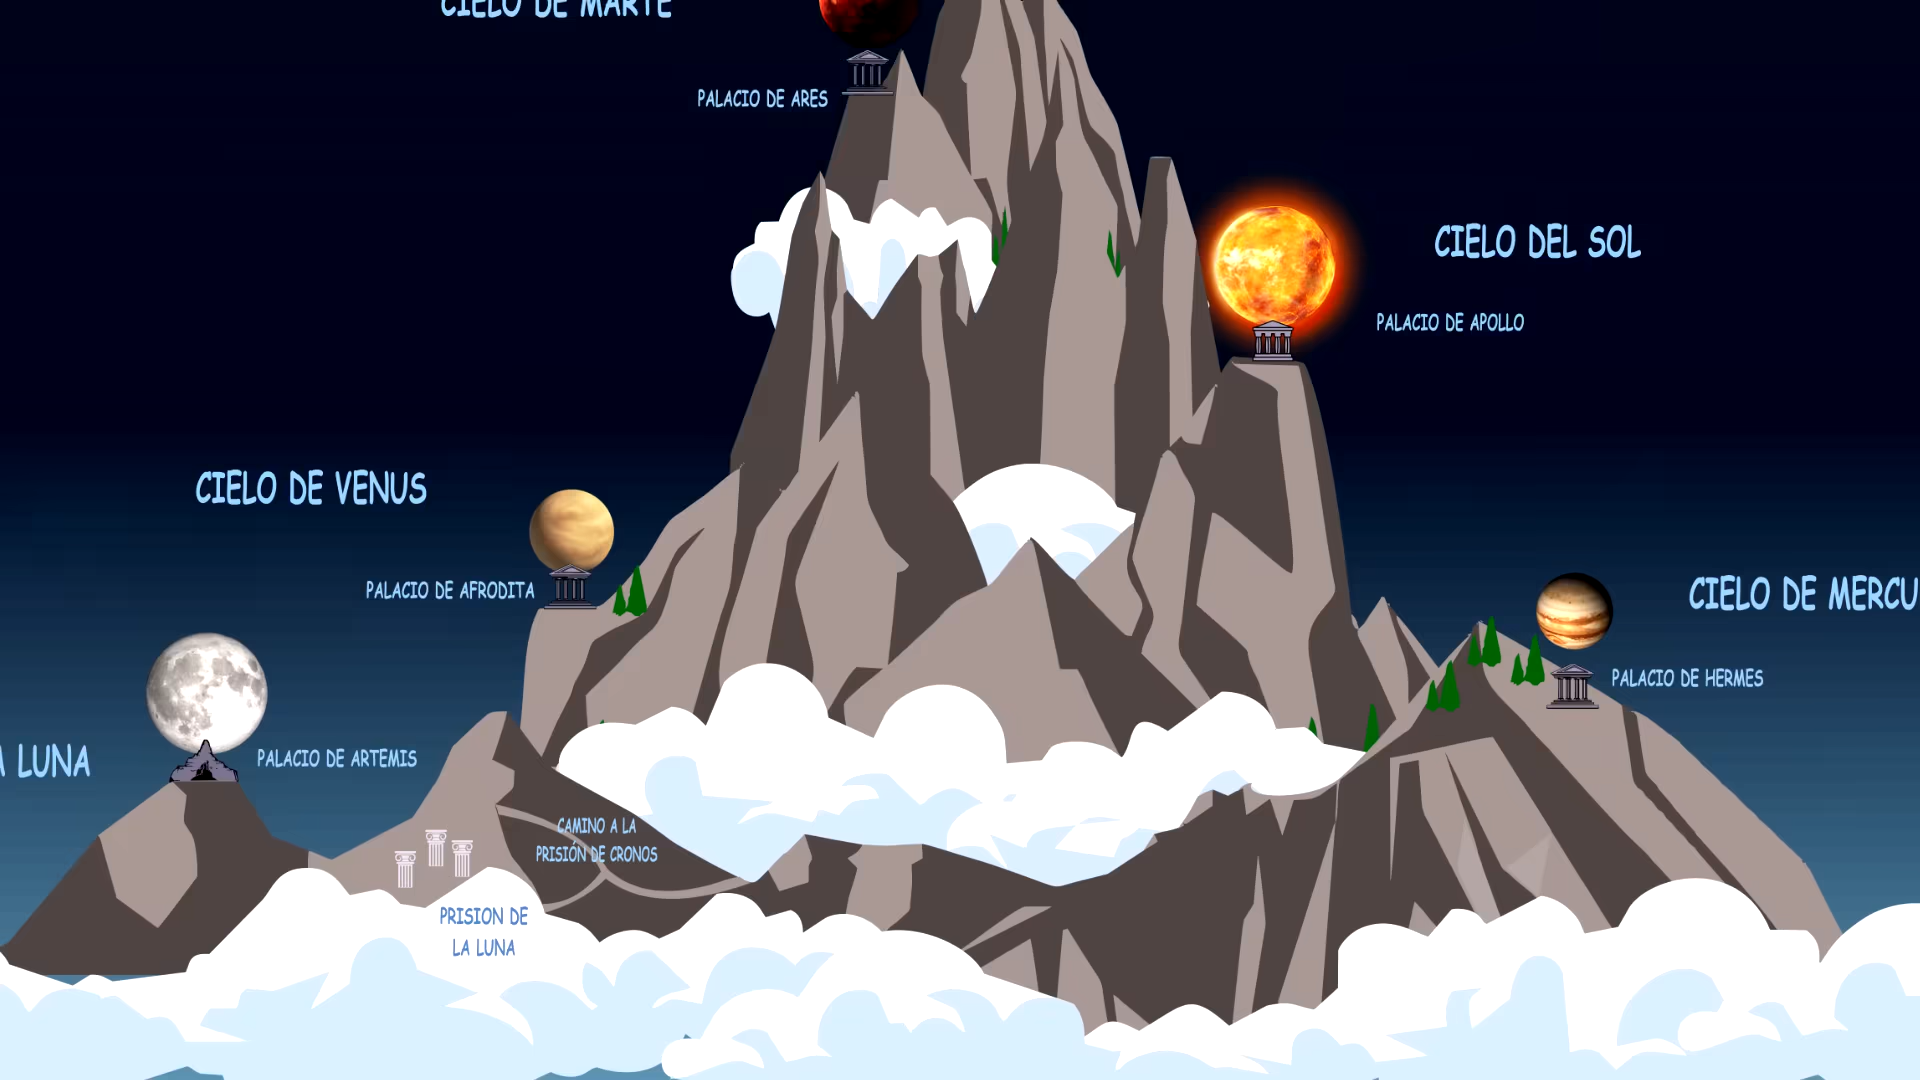 CIELO DE MARTE
PALACIO DE ARES
CIELO DEL SOL
PALACIO DE APOLLO
CIELO DE VENUS
PALACIO DE AFRODITA
CIELO DE MERCU
PALACIO DE HERMES
A LUNA
PALACIO DE ARTEMIS
CAMINO A LA
PRISIÓN DE CRONOS
PRISION DE
LA LUNA